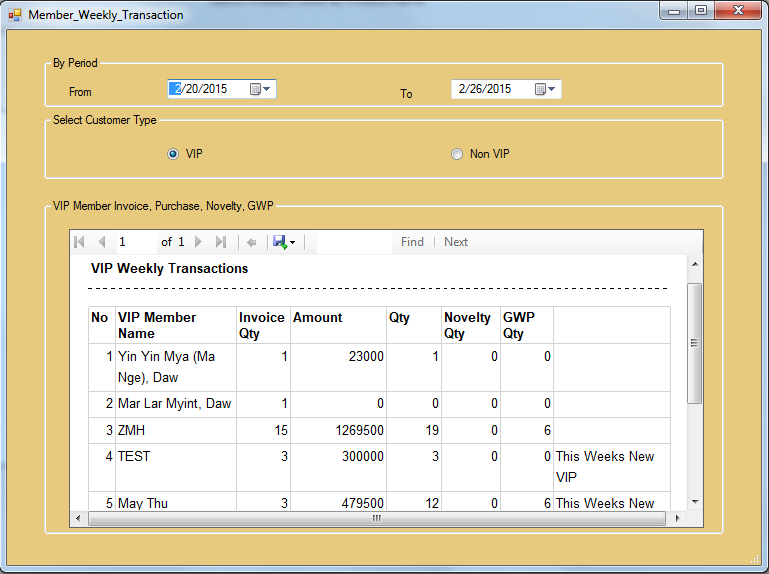 Member_Weekly_Transaction
By Period
From 2/20/2015 To 2/26/2015
Select Customer Type
VIP Non VIP
VIP Member Invoice, Purchase, Novelty, GWP
1 of 1 Find | Next
VIP Weekly Transactions
No VIP Member Invoice Amount Qty Novelty GWP
Name Qty Qty Qty
1 Yin Yin Mya (Ma 1 23000 1 0 0
Nge), Daw
2 Mar Lar Myint, Daw 1 0 0 0 0
3 ZMH 15 1269500 19 0 6
4 TEST 3 300000 3 0 0 This Weeks New
VIP
5 May Thu 3 479500 12 0 6 This Weeks New